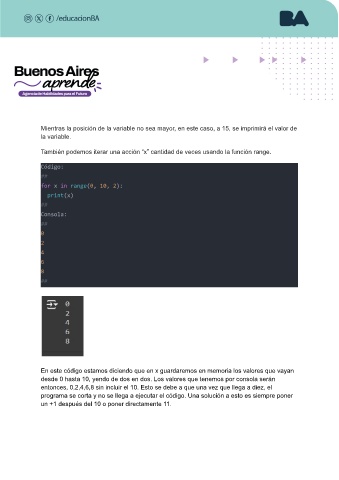 /educacionBA
BA
Buenos Aires
aprende
Agencia de Habilidades para el Futuro
Mientras la posición de la variable no sea mayor, en este caso, a 15, se imprimirá el valor de
la variable.
También podemos iterar una acción “x” cantidad de veces usando la función range.
Código:
for x in range(0, 10, 2):
print(x)
Consola:
0
2
4
6
8
0
2
4
6
8
En este código estamos diciendo que en x guardaremos en memoria los valores que vayan
desde 0 hasta 10, yendo de dos en dos. Los valores que tenemos por consola serán
entonces, 0,2,4,6,8 sin incluir el 10. Esto se debe a que una vez que llega a diez, el
programa se corta y no se llega a ejecutar el código. Una solución a esto es siempre poner
un +1 después del 10 o poner directamente 11.